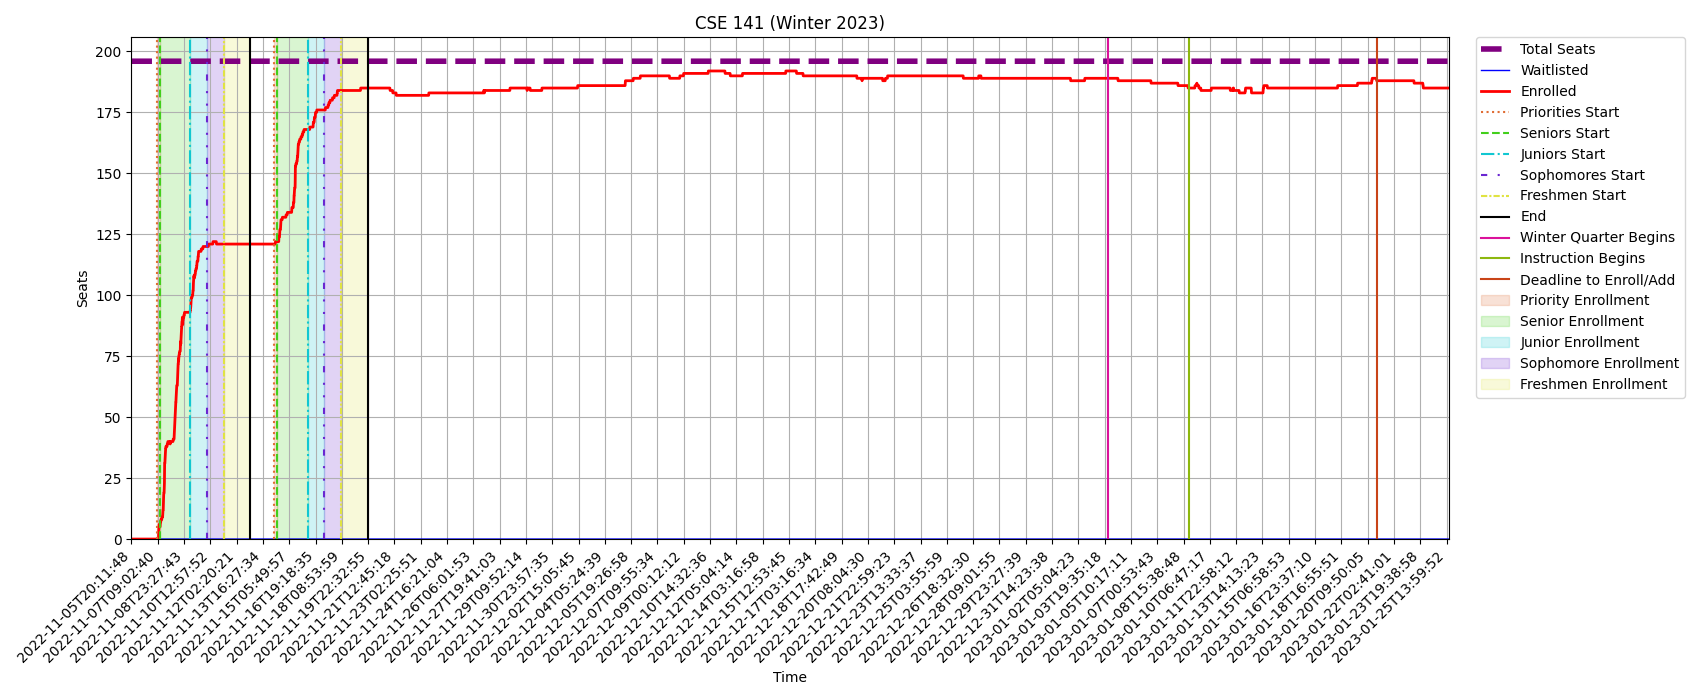 CSE 141 (Winter 2023)
Seats
200
175
150
125
100
75
50
25
0
2022-11-05T20:11:48
2022-11-07T09:02:40
2022-11-08T23:27:43
2022-11-10T12:57:52
2022-11-12T02:20:21
2022-11-13T16:27:34
2022-11-15T05:49:57
2022-11-16T19:18:35
2022-11-18T08:53:59
2022-11-19T22:32:55
2022-11-21T12:45:18
2022-11-23T02:25:51
2022-11-24T16:21:04
2022-11-26T06:01:53
2022-11-27T19:41:03
2022-11-29T09:52:14
2022-11-30T23:57:35
2022-12-02T15:05:45
2022-12-04T05:24:39
2022-12-05T19:26:58
2022-12-07T09:55:34
2022-12-09T00:12:12
2022-12-10T14:32:36
2022-12-12T05:04:14
2022-12-14T03:16:58
2022-12-15T12:53:45
2022-12-17T03:16:34
2022-12-18T17:42:49
2022-12-20T08:04:30
2022-12-21T22:59:23
2022-12-23T13:33:37
2022-12-25T03:55:59
2022-12-26T18:32:30
2022-12-28T09:01:55
2022-12-29T23:27:39
2022-12-31T14:23:38
2023-01-02T05:04:23
2023-01-03T19:35:18
2023-01-05T10:17:11
2023-01-07T00:53:43
2023-01-08T15:38:48
2023-01-10T06:47:17
2023-01-11T22:58:12
2023-01-13T14:13:23
2023-01-15T06:58:53
2023-01-16T23:37:10
2023-01-18T16:55:51
2023-01-20T09:50:05
2023-01-22T02:41:01
2023-01-23T19:38:58
2023-01-25T13:59:52
Time
Total Seats
Waitlisted
Enrolled
Priorities Start
Seniors Start
Juniors Start
Sophomores Start
Freshmen Start
End
Winter Quarter Begins
Instruction Begins
Deadline to Enroll/Add
Priority Enrollment
Senior Enrollment
Junior Enrollment
Sophomore Enrollment
Freshmen Enrollment